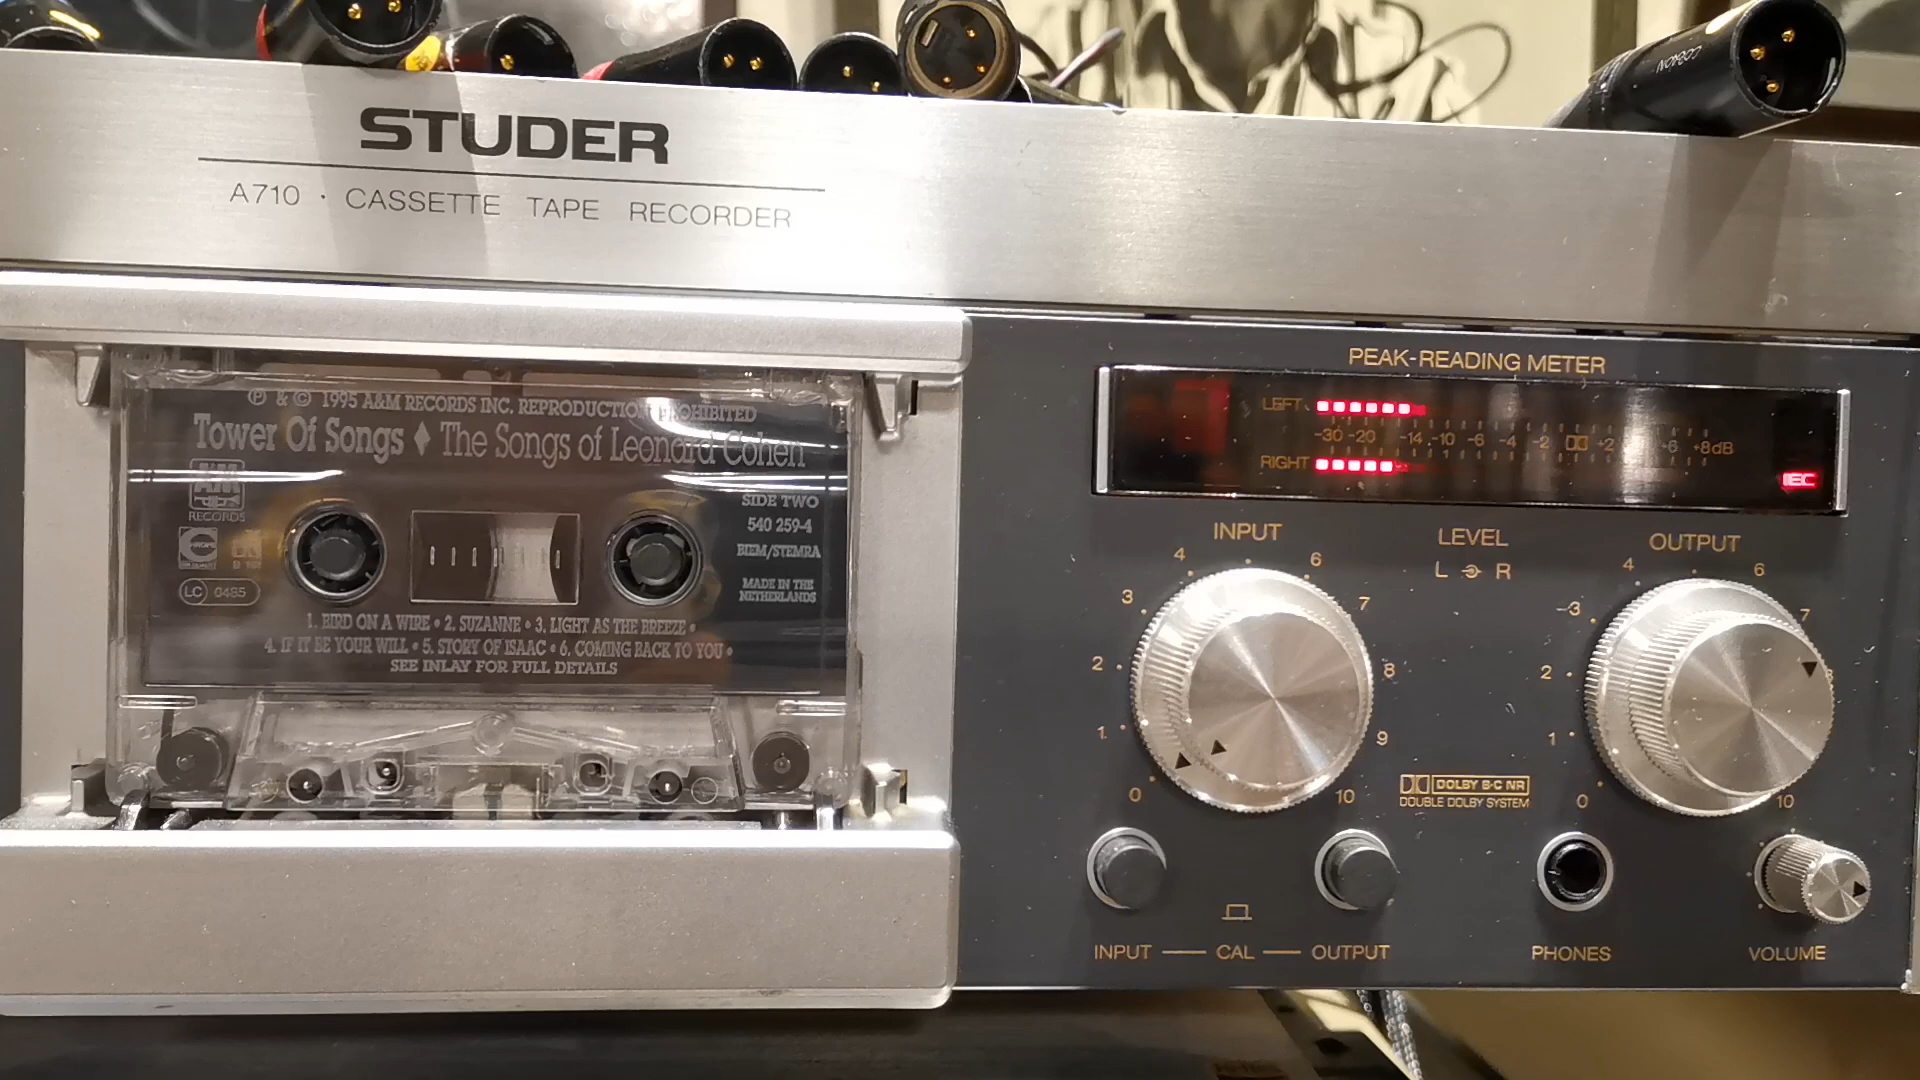 STUDER
A710 · CASSETTE TAPE RECORDER
℗ & © 1995 A&M RECORDS INC. REPRODUCTION PROHIBITED
Tower Of Songs ♦ The Songs of Leonard Cohen
A&M
RECORDS
SIDE TWO
540 259-4
BIEM/STEMRA
MADE IN THE
NETHERLANDS
LC 0485
1. BIRD ON A WIRE • 2. SUZANNE • 3. LIGHT AS THE BREEZE •
4. IF IT BE YOUR WILL • 5. STORY OF ISAAC • 6. COMING BACK TO YOU •
SEE INLAY FOR FULL DETAILS
PEAK-READING METER
LEFT
-30 -20 -14 -10 -6 -4 -2 +2 +6 +8dB
RIGHT
IEC
INPUT
LEVEL
L R
OUTPUT
0 1 2 3 4 6 7 8 9 10
0 1 2 3 4 6 7 10
DOLBY B-C NR
DOUBLE DOLBY SYSTEM
INPUT — CAL — OUTPUT
PHONES
VOLUME